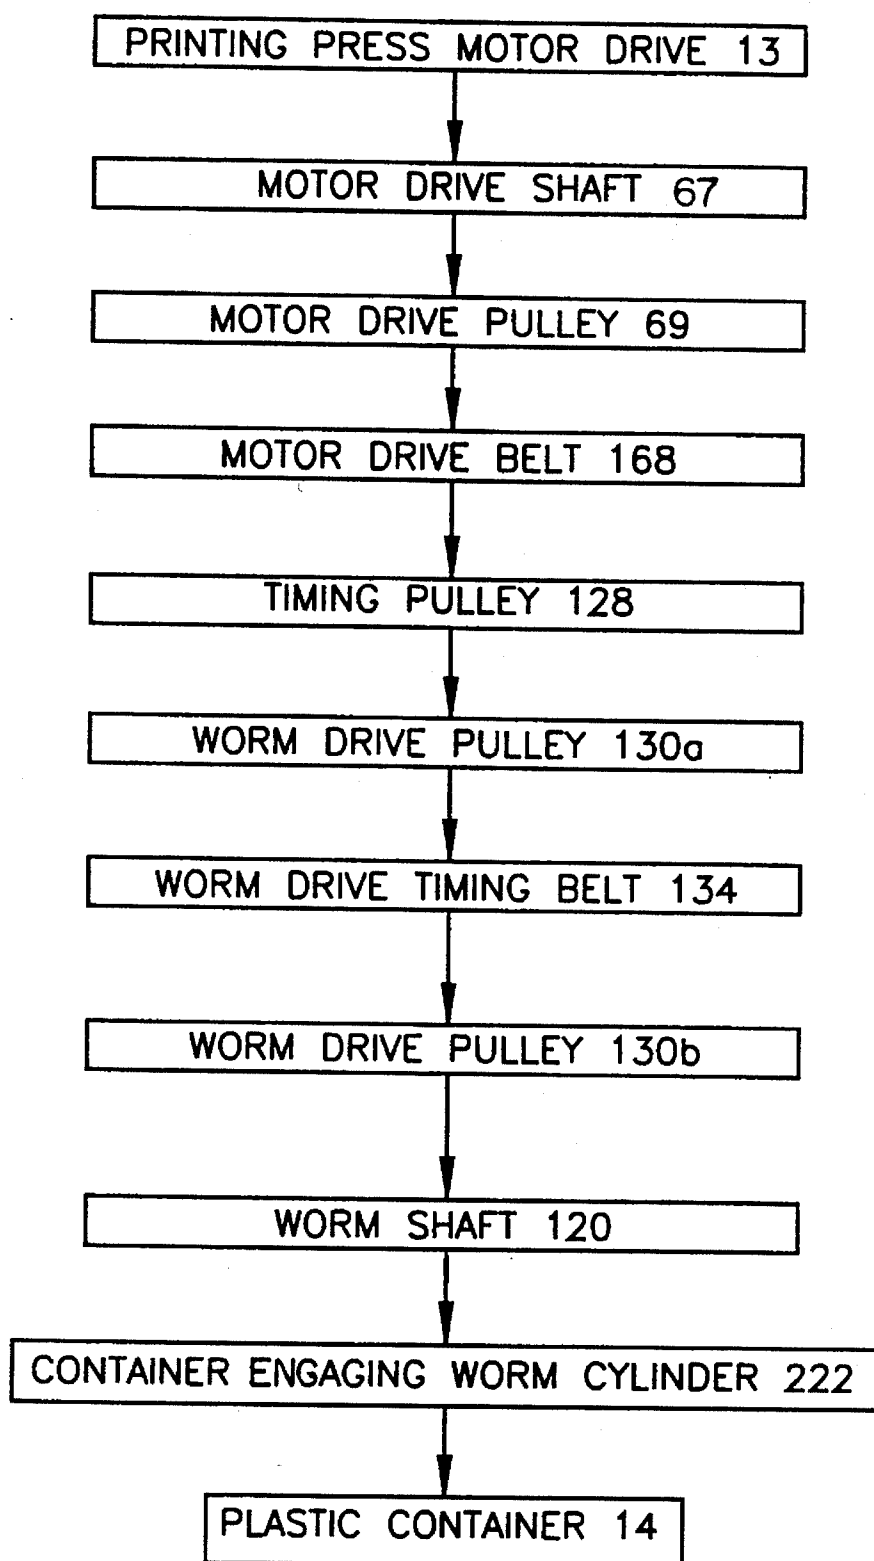 PRINTING PRESS MOTOR DRIVE 13
MOTOR DRIVE SHAFT 67
MOTOR DRIVE PULLEY 69
MOTOR DRIVE BELT 168
TIMING PULLEY 128
WORM DRIVE PULLEY 130a
WORM DRIVE TIMING BELT 134
WORM DRIVE PULLEY 130b
WORM SHAFT 120
CONTAINER ENGAGING WORM CYLINDER 222
PLASTIC CONTAINER 14